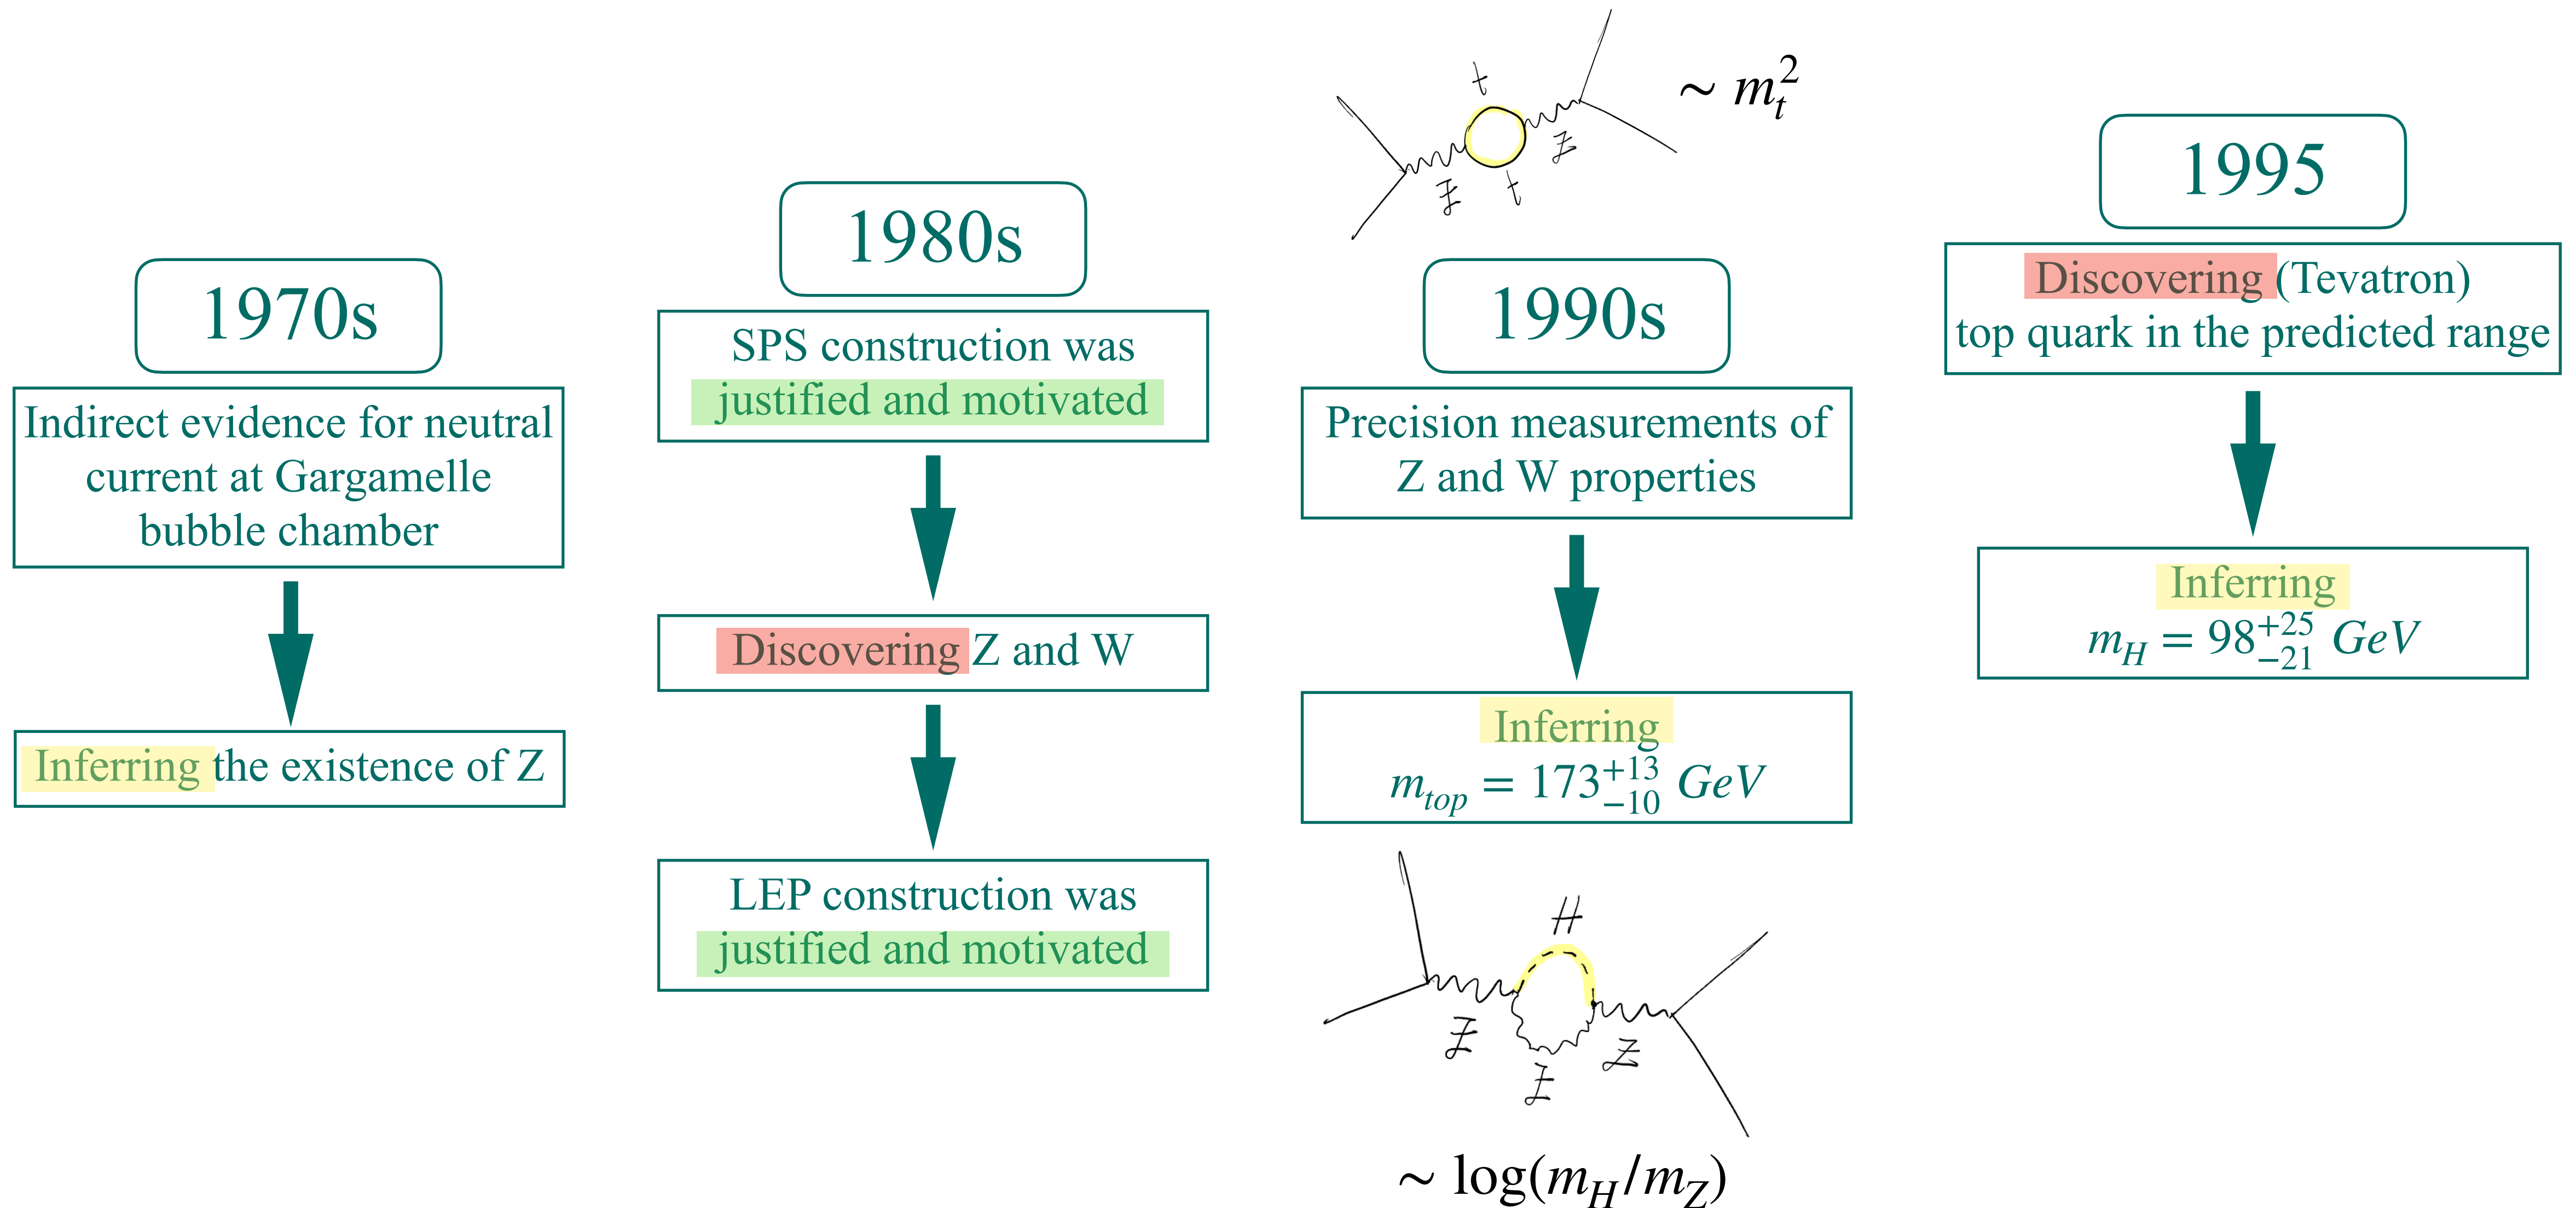 1970s
Indirect evidence for neutral
current at Gargamelle
bubble chamber
Inferring the existence of Z
1980s
SPS construction was
justified and motivated
Discovering Z and W
LEP construction was
justified and motivated
t
Z
t
Z
∼ m_t^2
1990s
Precision measurements of
Z and W properties
Inferring
m_{top} = 173^{+13}_{−10} GeV
H
Z
Z
Z
∼ log(m_H/m_Z)
1995
Discovering (Tevatron)
top quark in the predicted range
Inferring
m_H = 98^{+25}_{−21} GeV